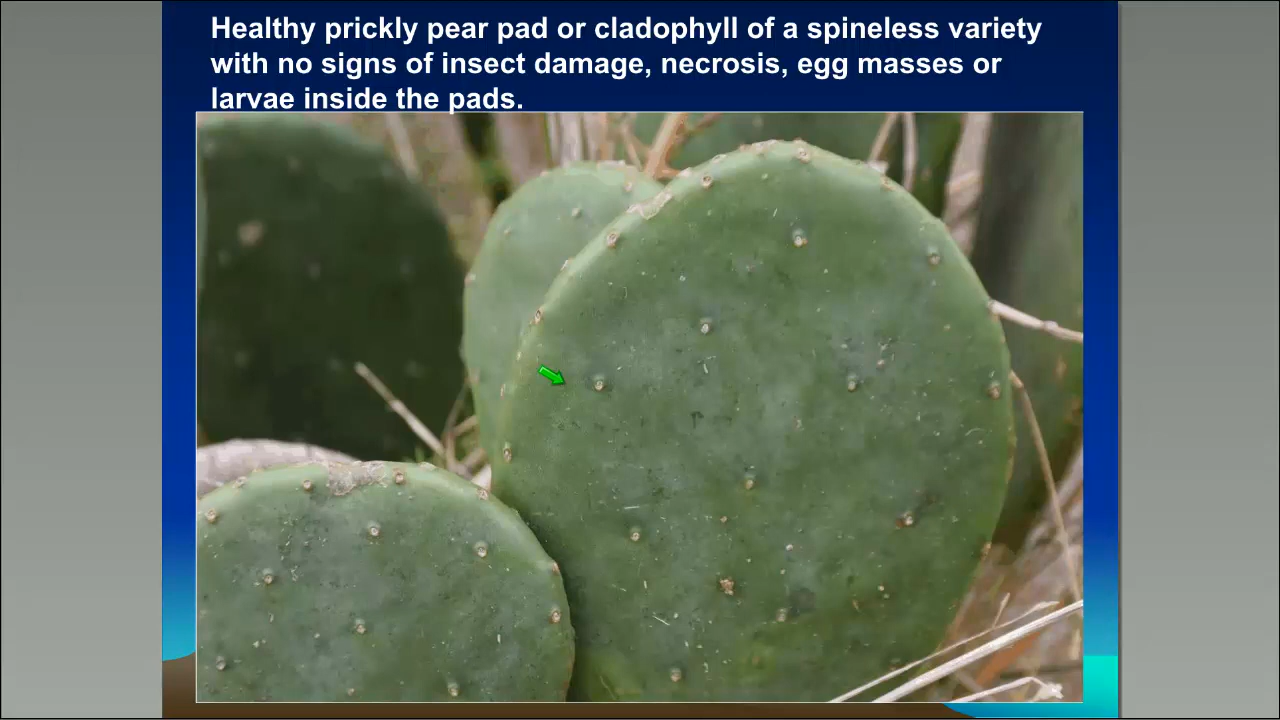 Healthy prickly pear pad or cladophyll of a spineless variety
with no signs of insect damage, necrosis, egg masses or
larvae inside the pads.